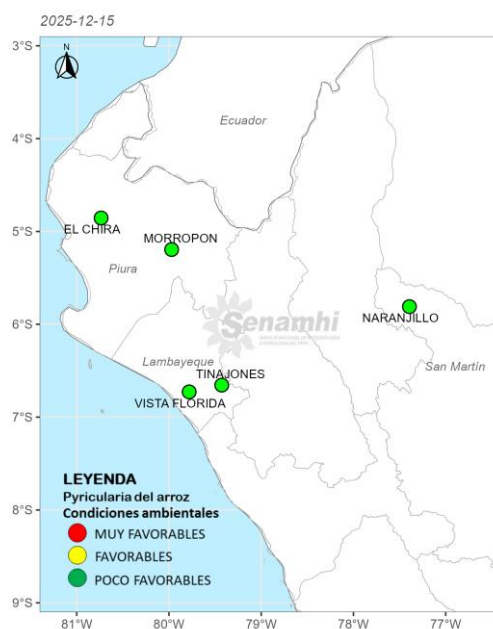 2025-12-15
3°S
N
Ecuador
4°S
EL CHIRA
5°S
MORROPON
Piura
NARANJILLO
6°S
Senamhi
Lambayeque
San Martín
TINAJONES
VISTA FLORIDA
7°S
LEYENDA
Pyricularia del arroz
Condiciones ambientales
MUY FAVORABLES
FAVORABLES
POCO FAVORABLES
8°S
9°S
81°W 80°W 79°W 78°W 77°W